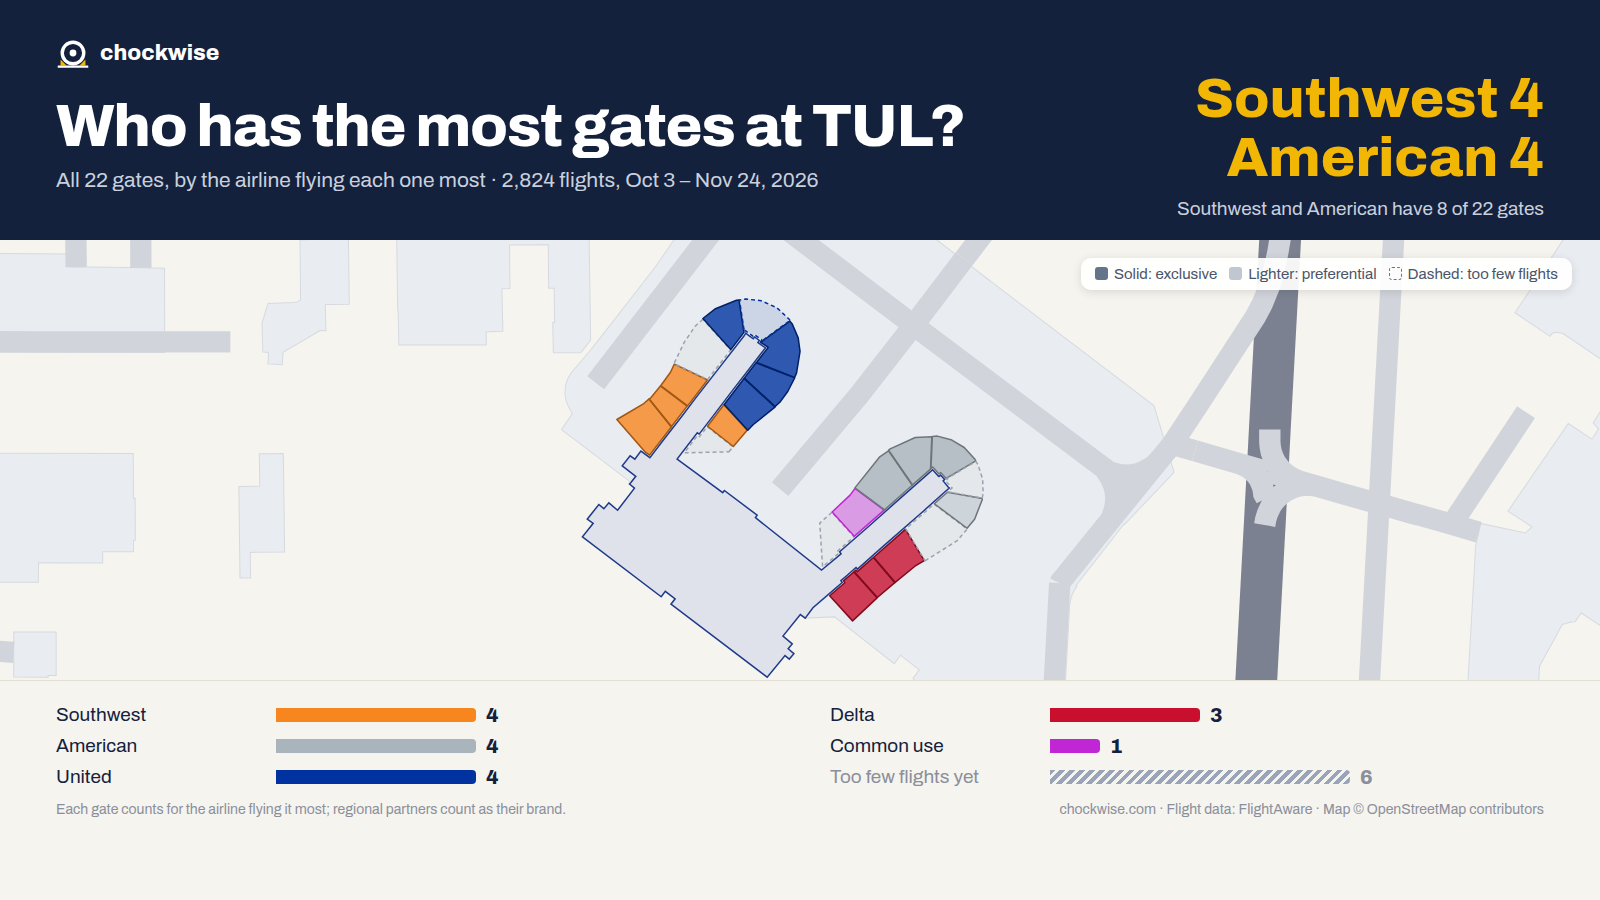 chockwise
Who has the most gates at TUL?
All 22 gates, by the airline flying each one most · 2,824 flights, Oct 3 – Nov 24, 2026
Southwest 4
American 4
Southwest and American have 8 of 22 gates
Solid: exclusive Lighter: preferential Dashed: too few flights
Southwest 4
American 4
United 4
Delta 3
Common use 1
Too few flights yet 6
Each gate counts for the airline flying it most; regional partners count as their brand.
chockwise.com · Flight data: FlightAware · Map © OpenStreetMap contributors